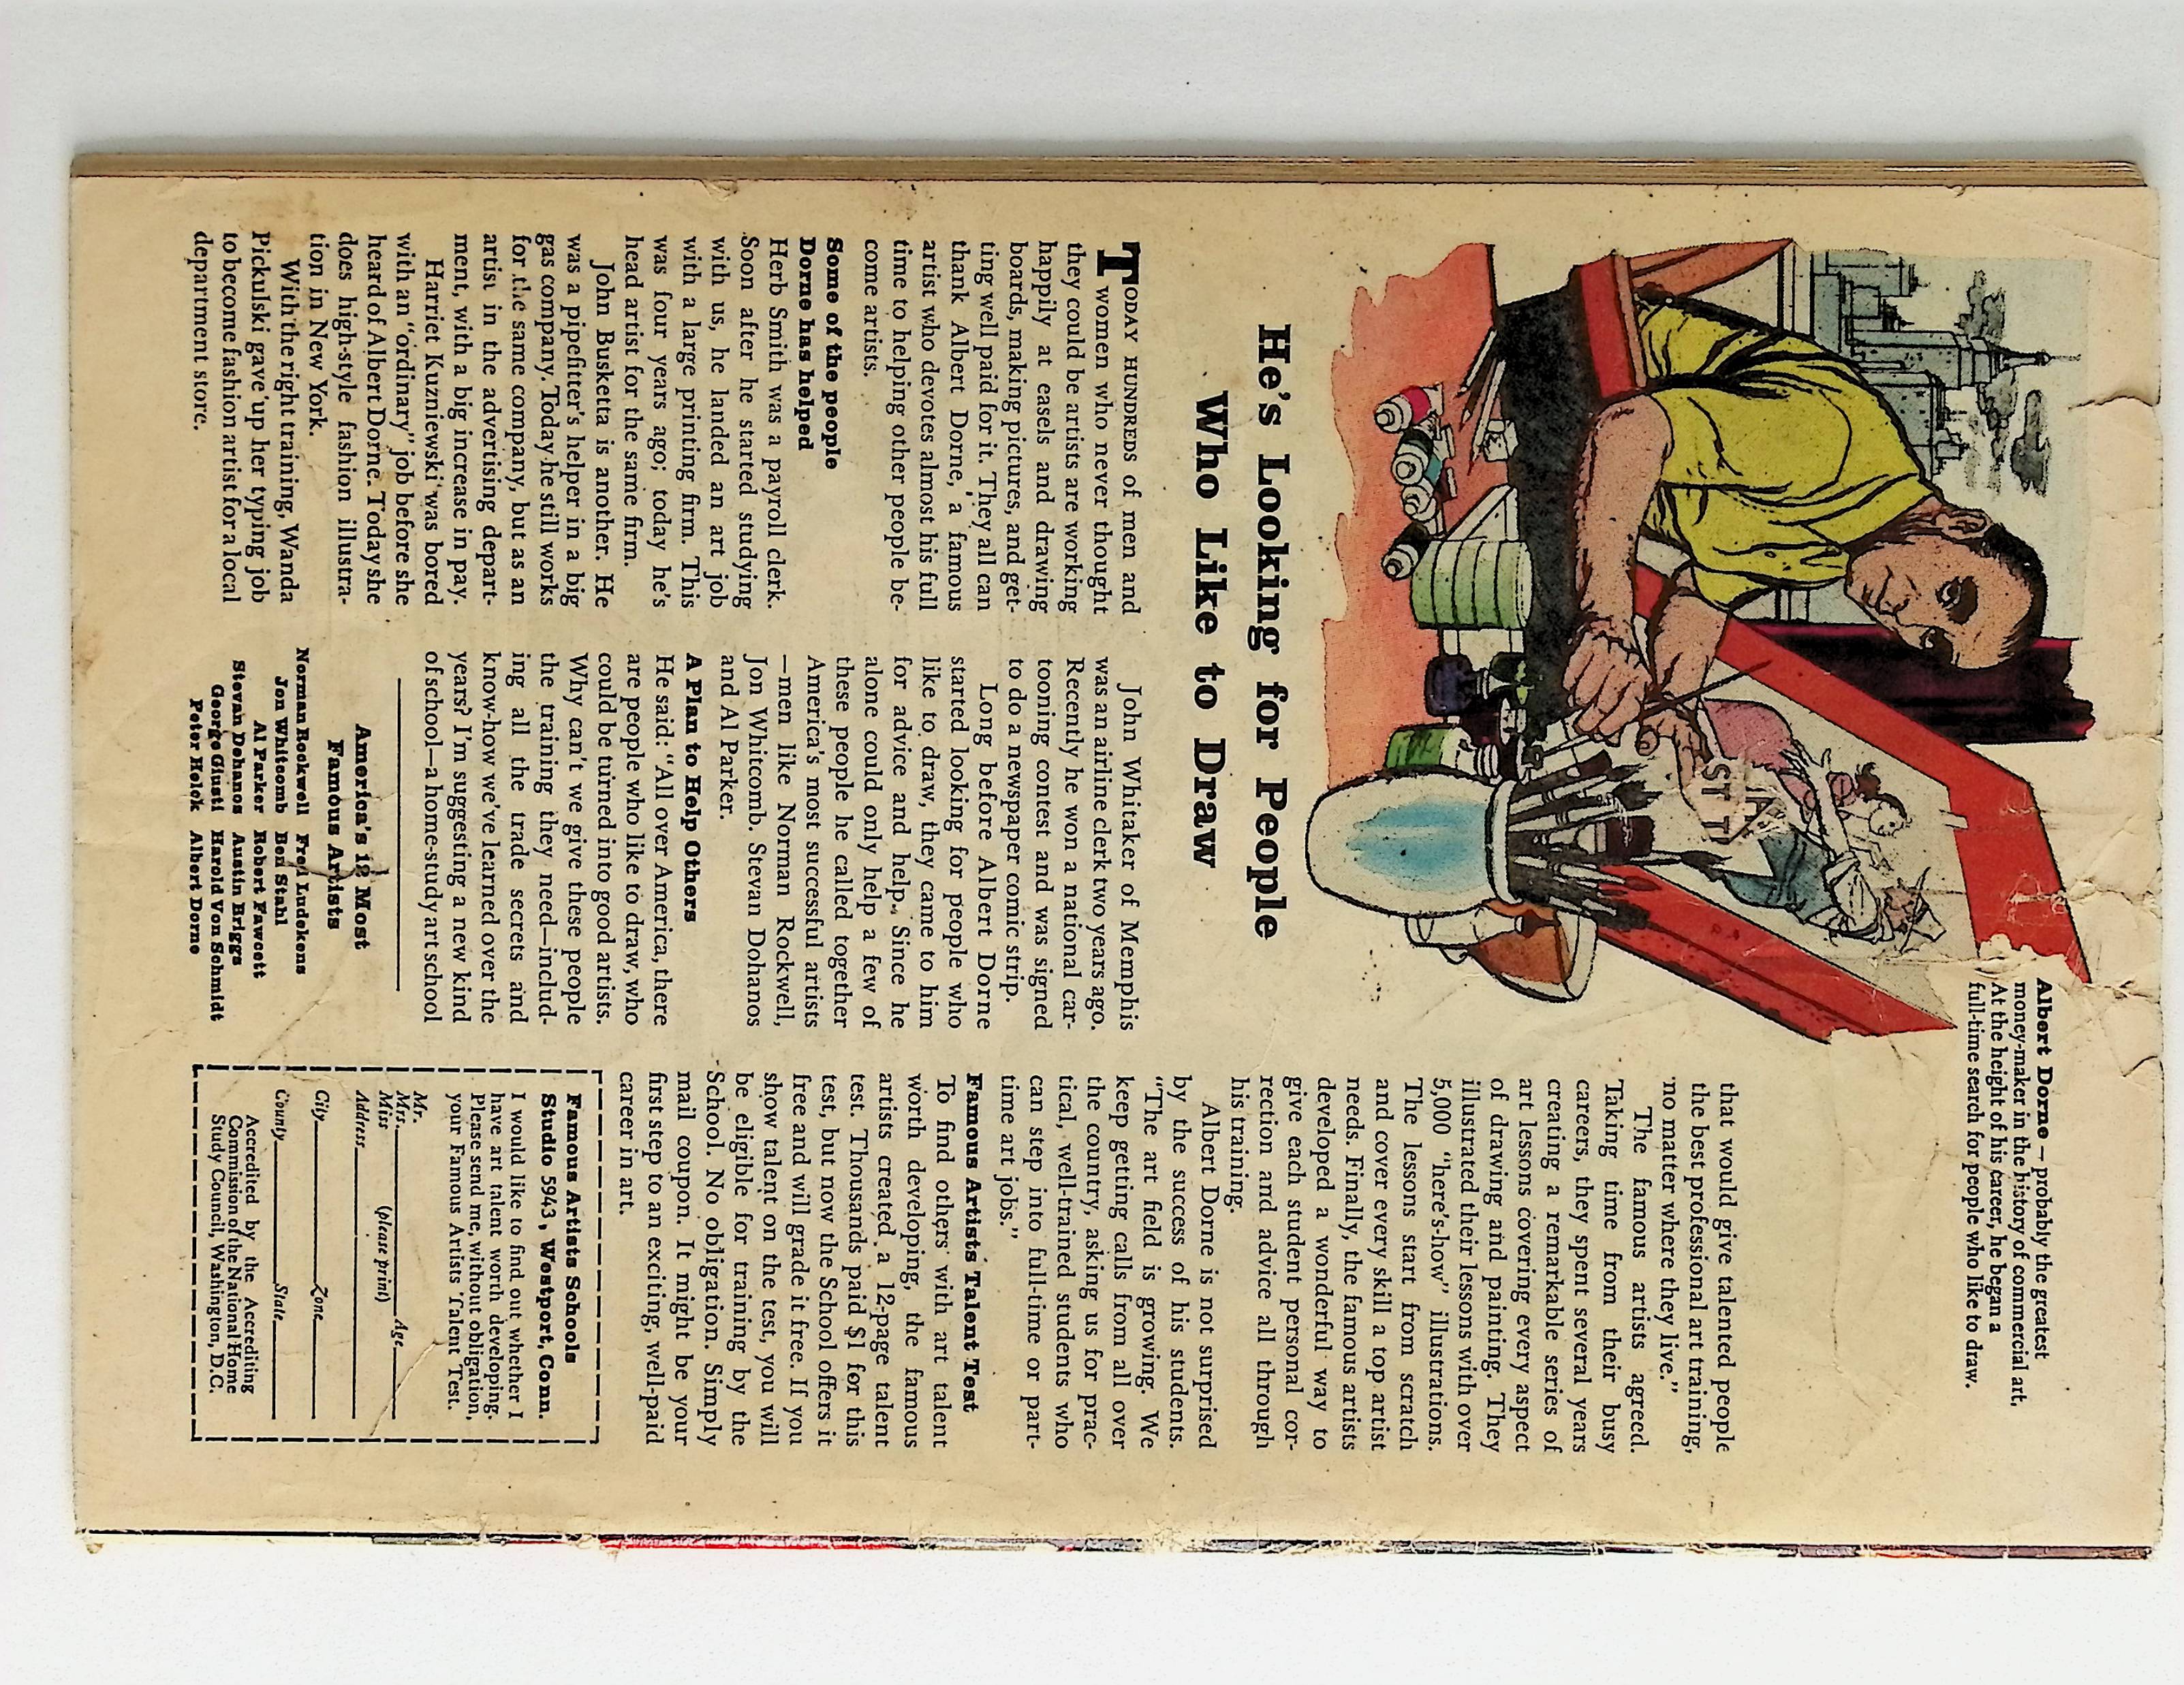 Albert Dorne — probably the greatest
money-maker in the history of commercial art.
At the height of his career, he began a
full-time search for people who like to draw.
He's Looking for People
Who Like to Draw
TODAY HUNDREDS of men and
women who never thought
they could be artists are working
happily at easels and drawing
boards, making pictures, and get-
ting well paid for it. They all can
thank Albert Dorne, a famous
artist who devotes almost his full
time to helping other people be-
come artists.
Some of the people
Dorne has helped
Herb Smith was a payroll clerk.
Soon after he started studying
with us, he landed an art job
with a large printing firm. This
was four years ago; today he's
head artist for the same firm.
John Busketta is another. He
was a pipefitter's helper in a big
gas company. Today he still works
for the same company, but as an
artist in the advertising depart-
ment, with a big increase in pay.
Harriet Kuzniewski was bored
with an "ordinary" job before she
heard of Albert Dorne. Today she
does high-style fashion illustra-
tion in New York.
With the right training, Wanda
Pickulski gave up her typing job
to become fashion artist for a local
department store.
John Whitaker of Memphis
was an airline clerk two years ago.
Recently he won a national car-
tooning contest and was signed
to do a newspaper comic strip.
Long before Albert Dorne
started looking for people who
like to draw, they came to him
for advice and help. Since he
alone could only help a few of
these people he called together
America's most successful artists
—men like Norman Rockwell,
Jon Whitcomb, Stevan Dohanos
and Al Parker.
A Plan to Help Others
He said: "All over America, there
are people who like to draw, who
could be turned into good artists.
Why can't we give these people
the training they need—includ-
ing all the trade secrets and
know-how we've learned over the
years? I'm suggesting a new kind
of school—a home-study art school
America's 12 Most
Famous Artists
Norman Rockwell Fred Ludekens
Jon Whitcomb Ben Stahl
Al Parker Robert Fawcett
Stevan Dohanos Austin Briggs
George Giusti Harold Von Schmidt
Peter Helck Albert Dorne
that would give talented people
the best professional art training,
no matter where they live."
The famous artists agreed.
Taking time from their busy
careers, they spent several years
creating a remarkable series of
art lessons covering every aspect
of drawing and painting. They
illustrated their lessons with over
5,000 "here's-how" illustrations.
The lessons start from scratch
and cover every skill a top artist
needs. Finally, the famous artists
developed a wonderful way to
give each student personal cor-
rection and advice all through
his training.
Albert Dorne is not surprised
by the success of his students.
"The art field is growing. We
keep getting calls from all over
the country, asking us for prac-
tical, well-trained students who
can step into full-time or part-
time art jobs."
Famous Artists Talent Test
To find others with art talent
worth developing, the famous
artists created a 12-page talent
test. Thousands paid $1 for this
test, but now the School offers it
free and will grade it free. If you
show talent on the test, you will
be eligible for training by the
School. No obligation. Simply
mail coupon. It might be your
first step to an exciting, well-paid
career in art.
Famous Artists Schools
Studio 5943, Westport, Conn.
I would like to find out whether I
have art talent worth developing.
Please send me, without obligation,
your Famous Artists Talent Test.
Mr.
Mrs. Age
Miss (please print)
Address
City Zone
County State
Accredited by the Accrediting
Commission of the National Home
Study Council, Washington, D.C.